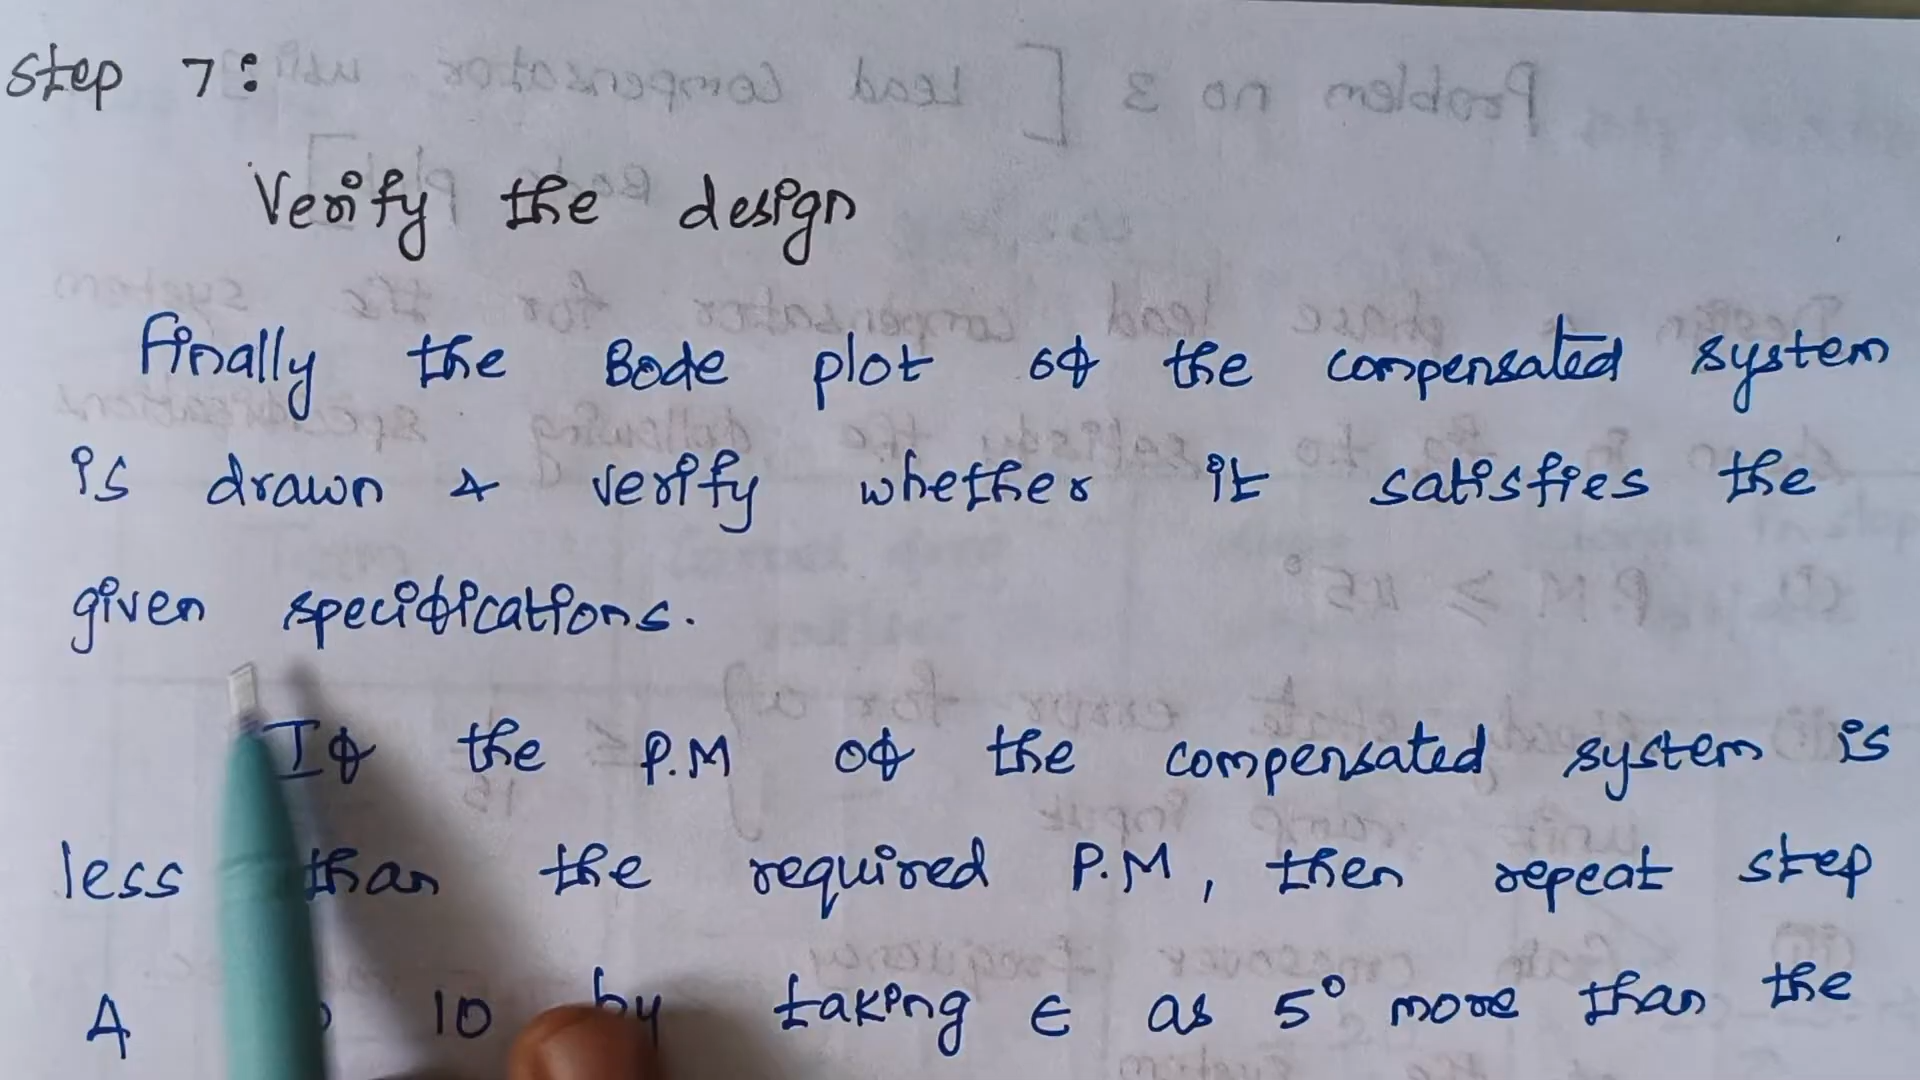 Step 7:
Verify the design
Finally the Bode plot of the compensated system
is drawn & verify whether it satisfies the
given specifications.
If the P.M of the compensated system is
less than the required P.M, then repeat step
4 10 by taking ϵ as 5° more than the